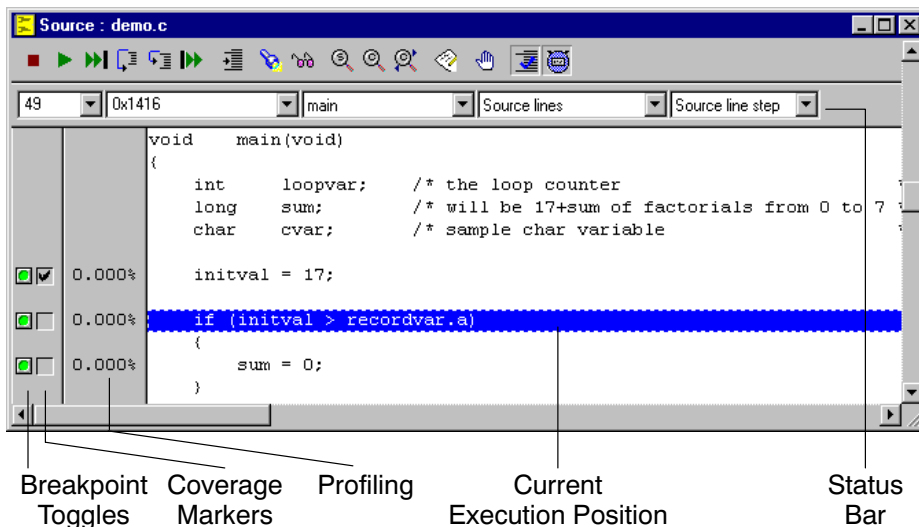 Source : demo.c
49 0x1416 main Source lines Source line step
void main(void)
{
int loopvar; /* the loop counter *
long sum; /* will be 17+sum of factorials from 0 to 7 *
char cvar; /* sample char variable *
0.000% initval = 17;
0.000% if (initval > recordvar.a)
{
0.000% sum = 0;
}
Breakpoint Coverage Profiling Current Status
Toggles Markers Execution Position Bar